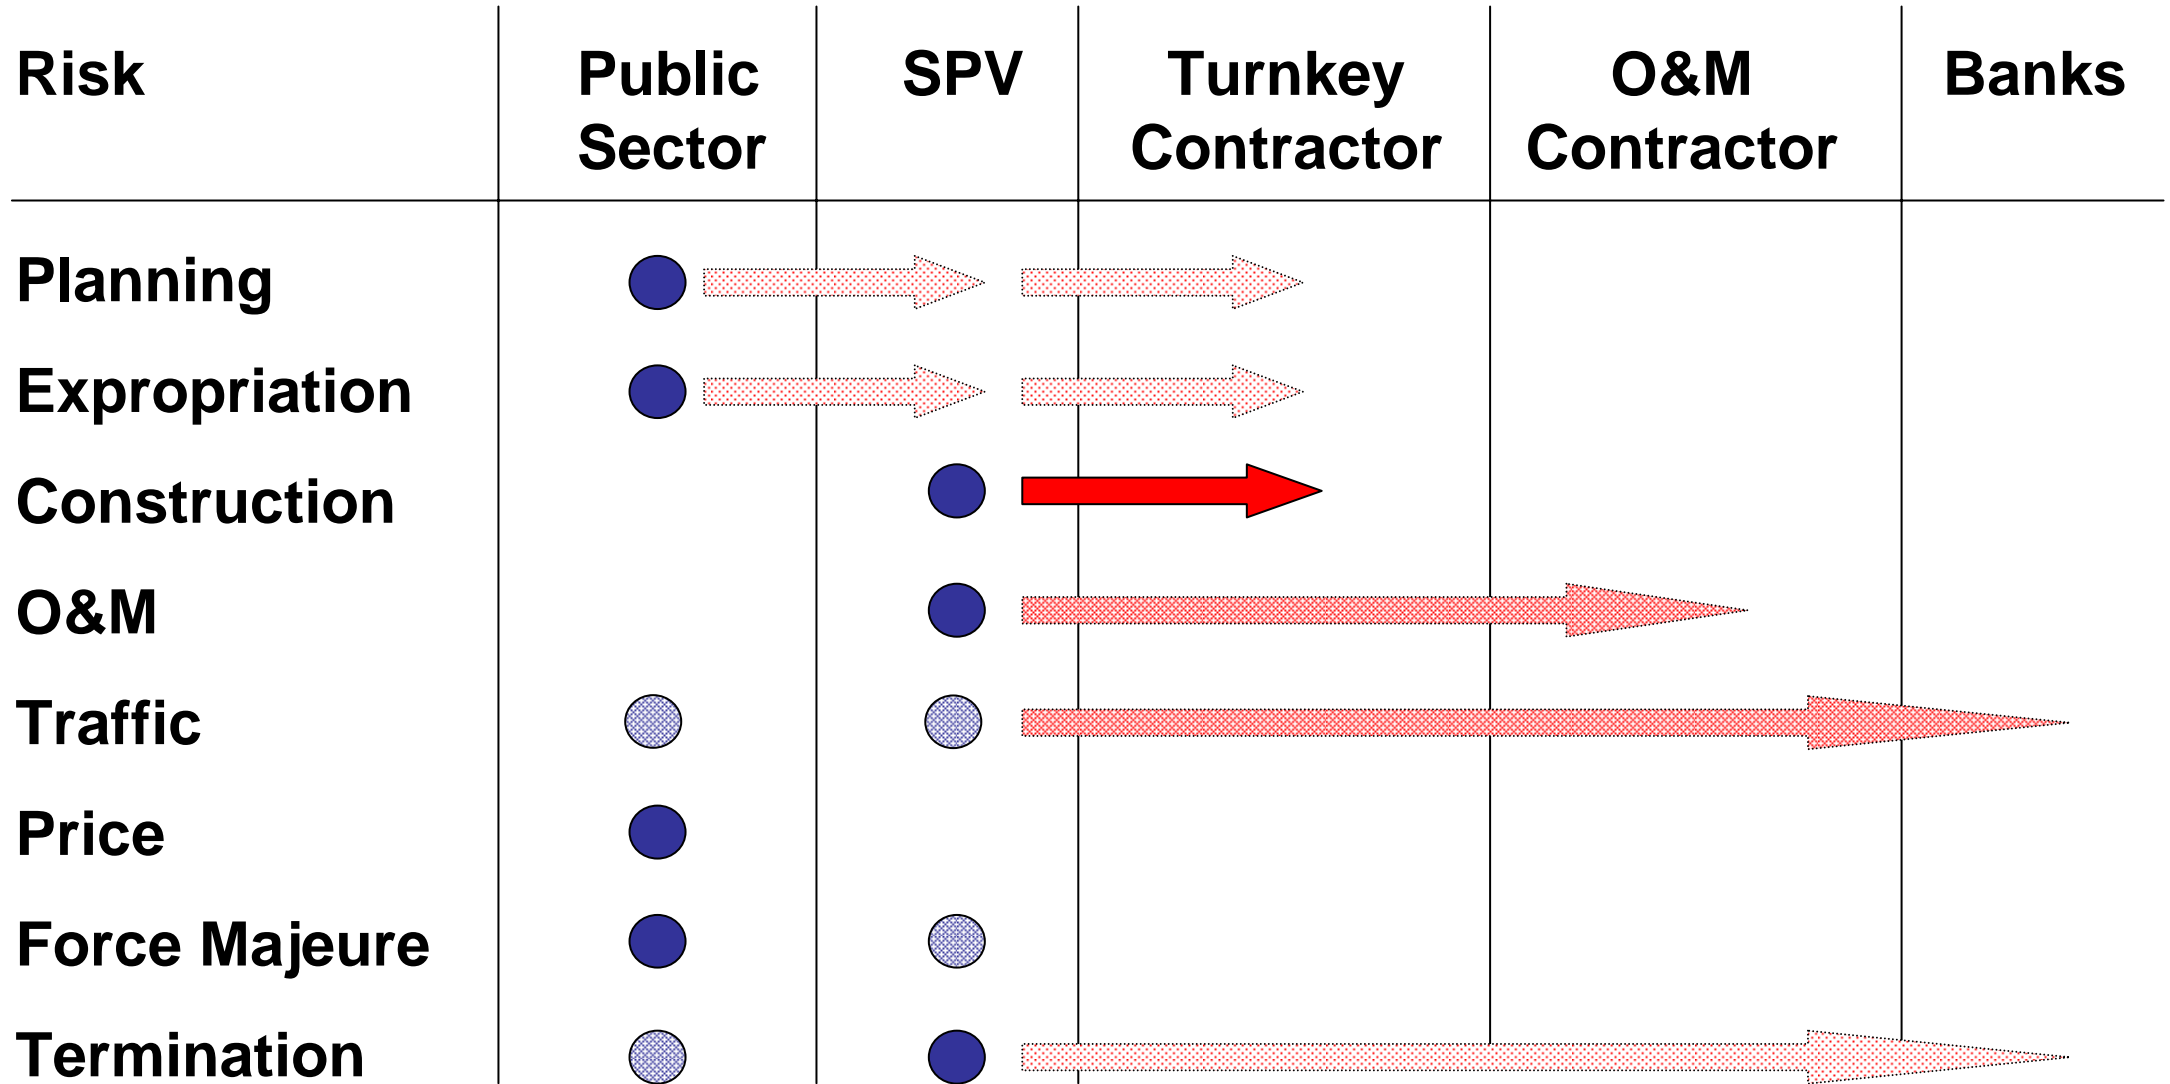 Risk Public SPV Turnkey O&M Banks
Sector Contractor Contractor
Planning
Expropriation
Construction
O&M
Traffic
Price
Force Majeure
Termination